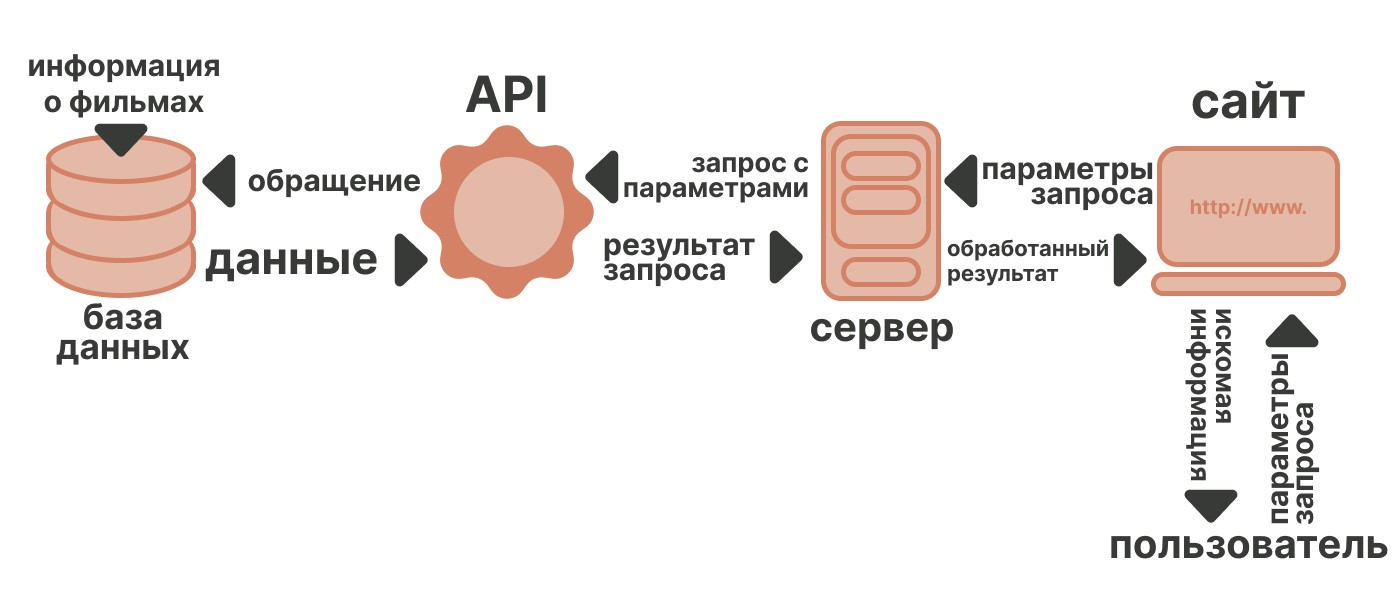 информация
о фильмах
API
сайт
обращение
запрос с
параметрами
параметры
запроса
http://www.
данные
результат
запроса
обработанный
результат
база
данных
сервер
искомая
информация
параметры
запроса
пользователь